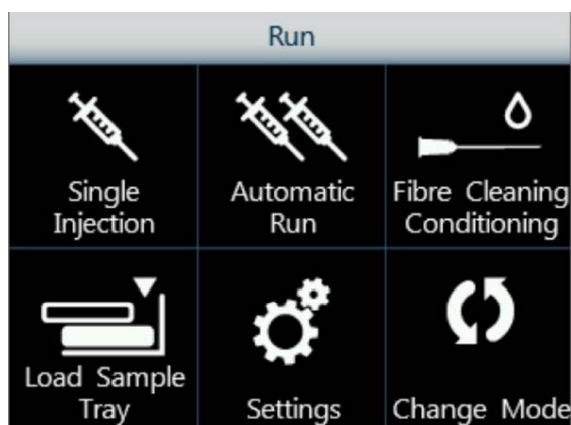 Run
Single
Injection
Automatic
Run
Fibre Cleaning
Conditioning
Load Sample
Tray
Settings
Change Mode